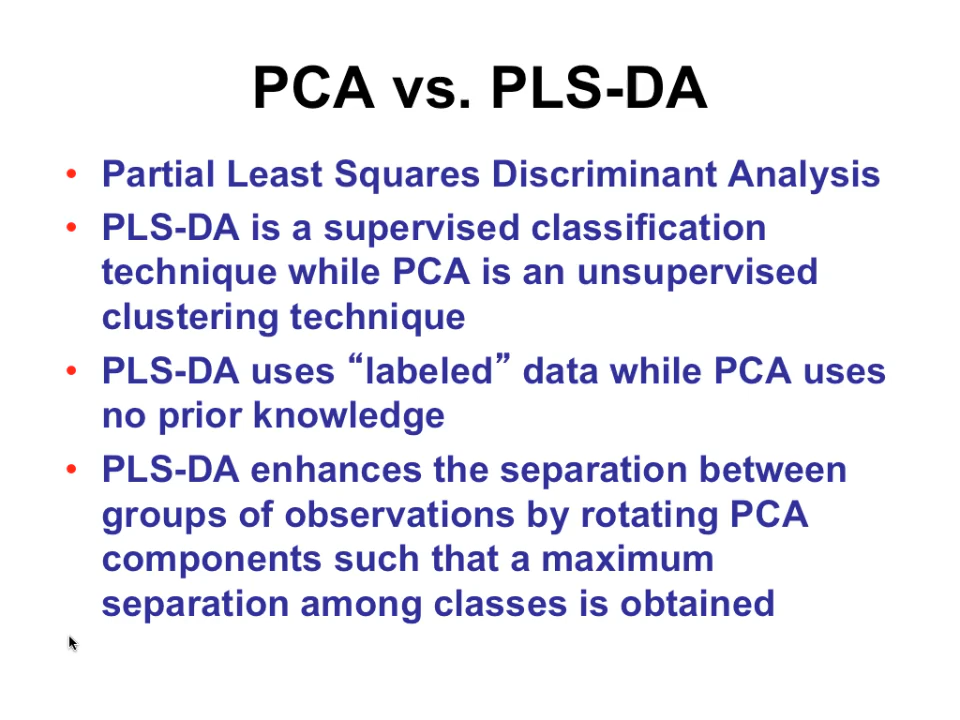 PCA vs. PLS-DA
• Partial Least Squares Discriminant Analysis
• PLS-DA is a supervised classification
technique while PCA is an unsupervised
clustering technique
• PLS-DA uses “labeled” data while PCA uses
no prior knowledge
• PLS-DA enhances the separation between
groups of observations by rotating PCA
components such that a maximum
separation among classes is obtained